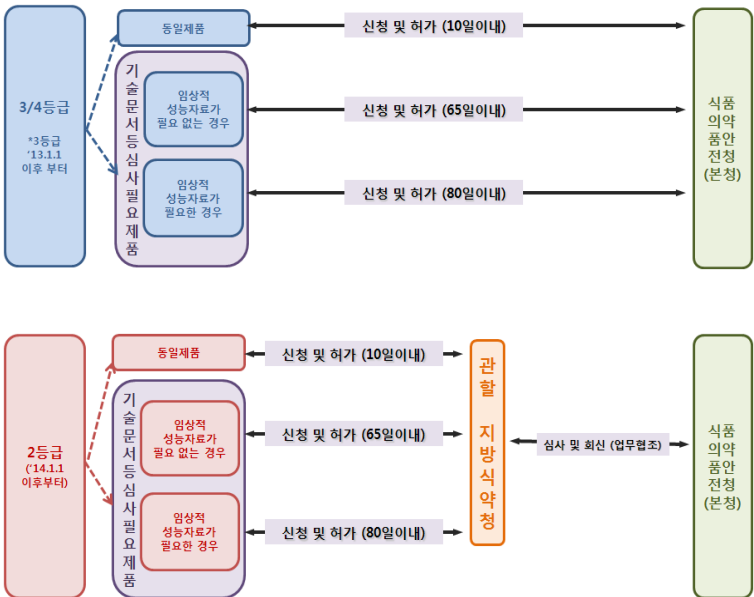 동일제품
신청 및 허가 (10일이내)
3/4등급
*3등급
'13.1.1
이후 부터
기술문서등심사필요제품
임상적
성능자료가
필요 없는 경우
신청 및 허가 (65일이내)
임상적
성능자료가
필요한 경우
신청 및 허가 (80일이내)
식품
의약
품안
전청
(본청)
2등급
('14.1.1
이후부터)
동일제품
신청 및 허가 (10일이내)
기술문서등심사필요제품
임상적
성능자료가
필요 없는 경우
신청 및 허가 (65일이내)
임상적
성능자료가
필요한 경우
신청 및 허가 (80일이내)
관할 지방식약청
심사 및 회신 (업무협조)
식품
의약
품안
전청
(본청)